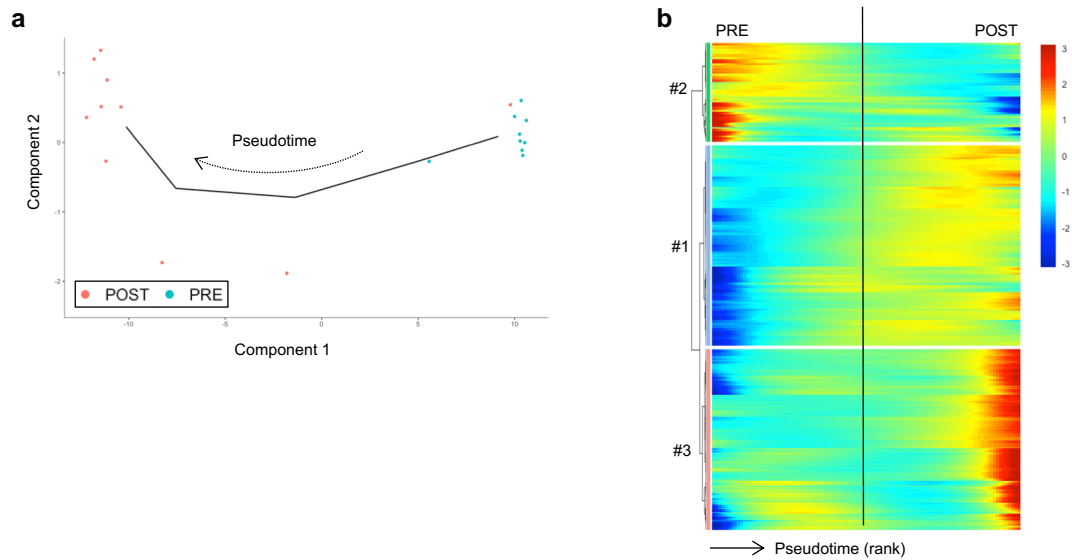 a
Component 2
1
0
-1
-2
Pseudotime
POST PRE
-10 -5 0 5 10
Component 1
b
PRE POST
#2
#1
#3
3
2
1
0
-1
-2
-3
Pseudotime (rank)